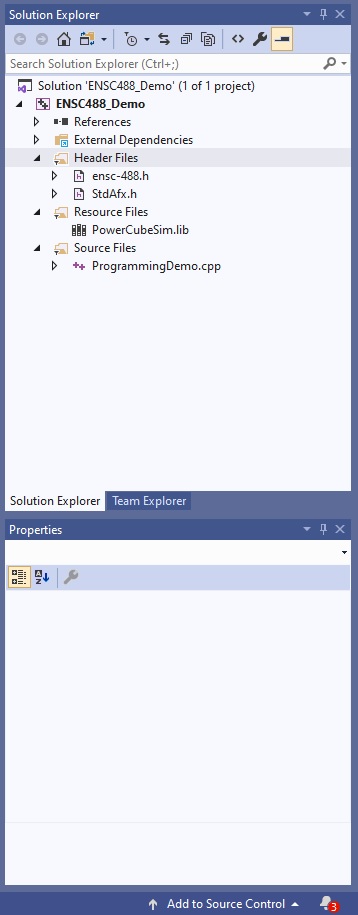 Solution Explorer
Search Solution Explorer (Ctrl+;)
Solution 'ENSC488_Demo' (1 of 1 project)
ENSC488_Demo
References
External Dependencies
Header Files
ensc-488.h
StdAfx.h
Resource Files
PowerCubeSim.lib
Source Files
ProgrammingDemo.cpp
Solution Explorer Team Explorer
Properties
Add to Source Control 3